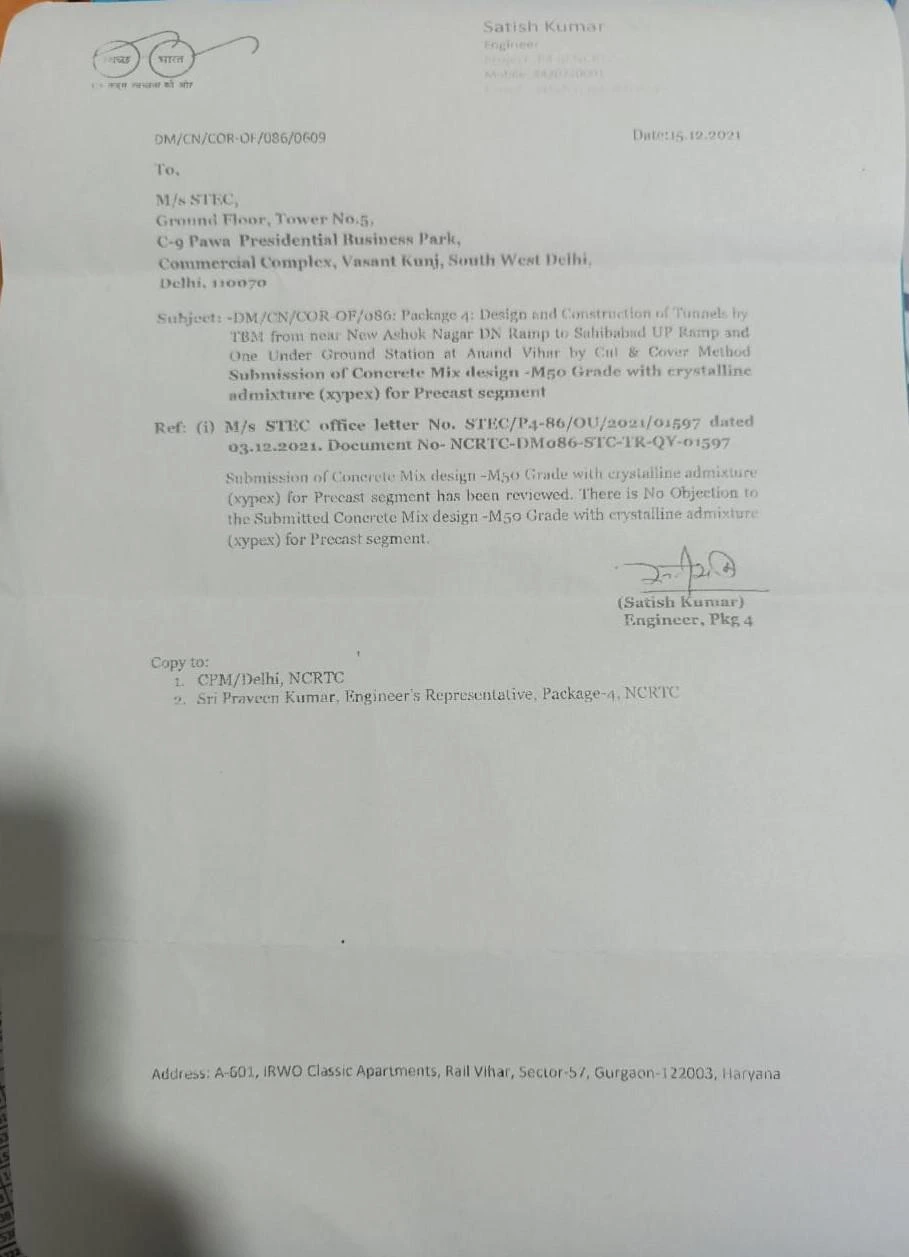 Satish Kumar
Engineer
स्वच्छ भारत
एक कदम स्वच्छता की ओर
DM/CN/COR-OF/086/0609
Date:15.12.2021
To,
M/s STEC,
Ground Floor, Tower No.5,
C-9 Pawa Presidential Business Park,
Commercial Complex, Vasant Kunj, South West Delhi,
Delhi, 110070
Subject: -DM/CN/COR-OF/086: Package 4: Design and Construction of Tunnels by
TBM from near New Ashok Nagar DN Ramp to Sahibabad UP Ramp and
One Under Ground Station at Anand Vihar by Cut & Cover Method
Submission of Concrete Mix design -M50 Grade with crystalline
admixture (xypex) for Precast segment
Ref: (i) M/s STEC office letter No. STEC/P4-86/OU/2021/01597 dated
03.12.2021. Document No- NCRTC-DM086-STC-TR-QY-01597
Submission of Concrete Mix design -M50 Grade with crystalline admixture
(xypex) for Precast segment has been reviewed. There is No Objection to
the Submitted Concrete Mix design -M50 Grade with crystalline admixture
(xypex) for Precast segment.
(Satish Kumar)
Engineer, Pkg 4
Copy to:
1. CPM/Delhi, NCRTC
2. Sri Praveen Kumar, Engineer's Representative, Package-4, NCRTC
Address: A-601, IRWO Classic Apartments, Rail Vihar, Sector-57, Gurgaon-122003, Haryana